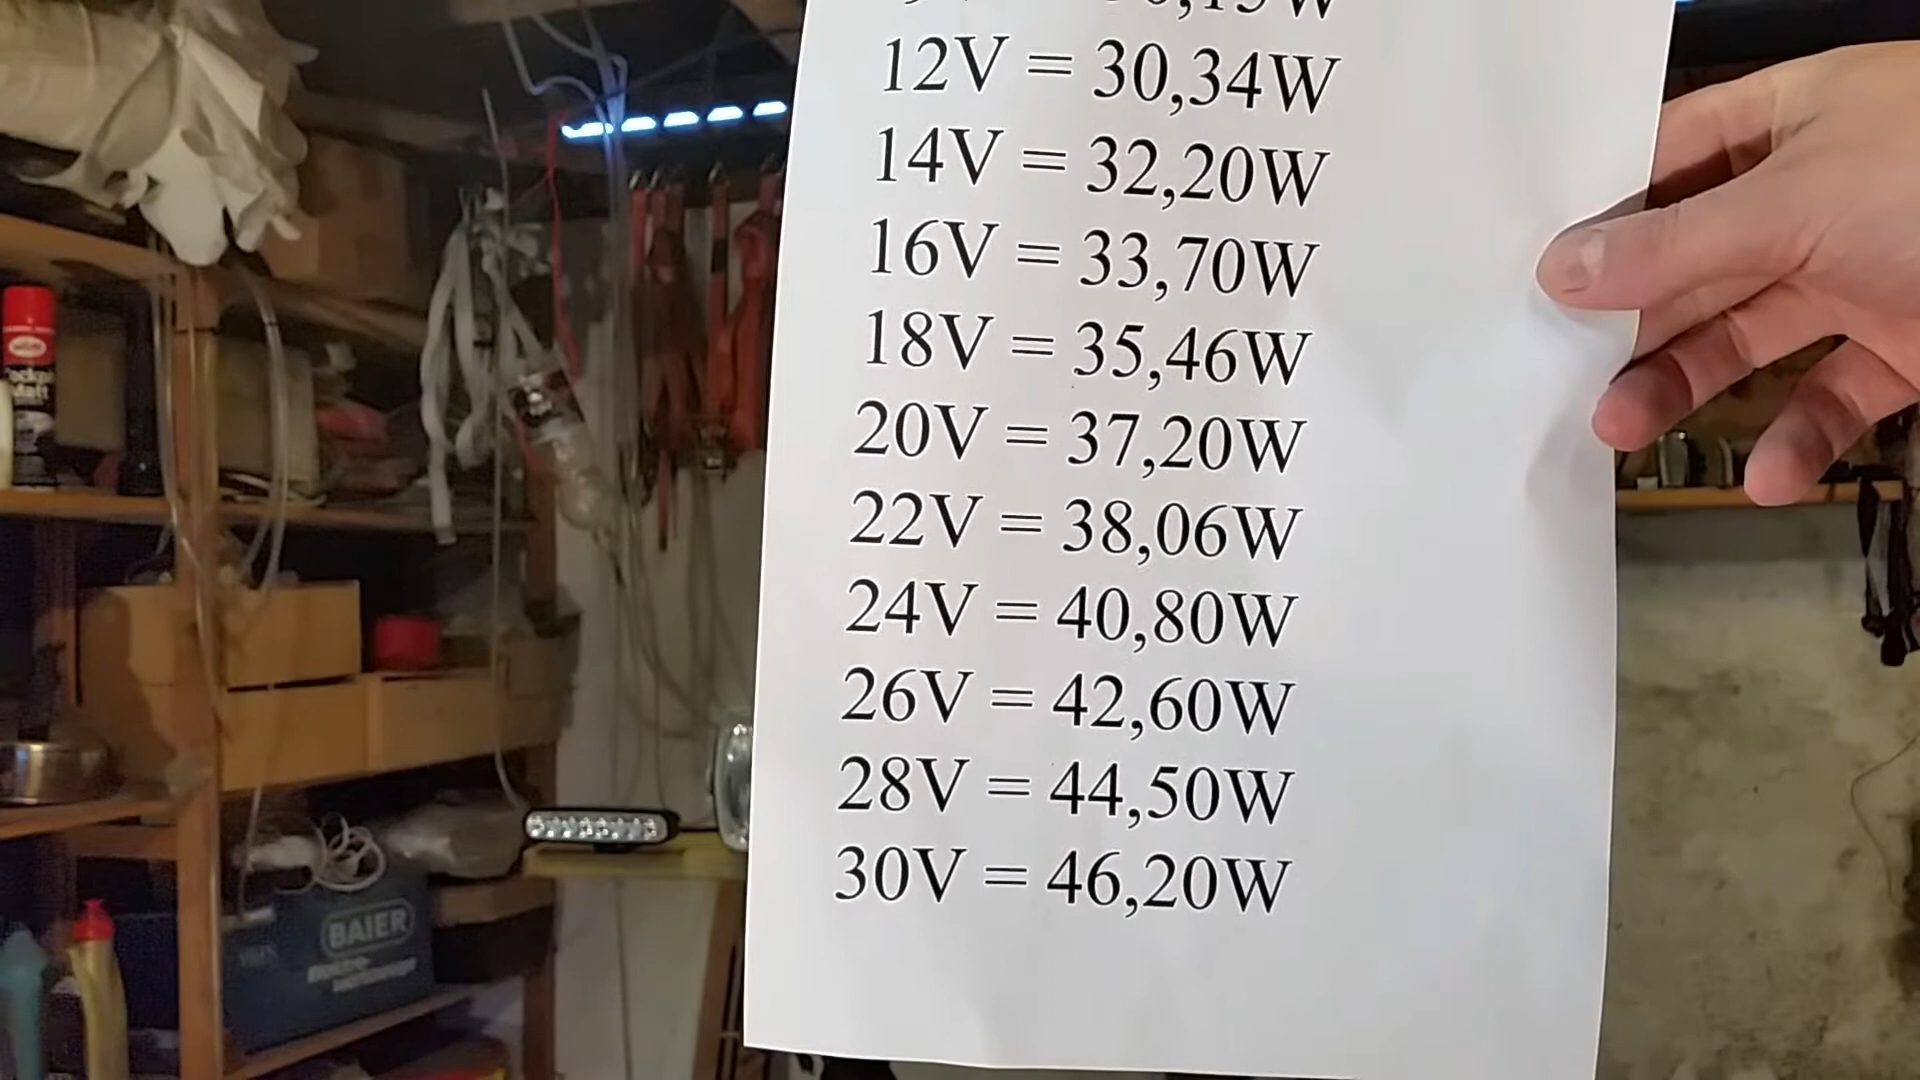 12V = 30,34W
14V = 32,20W
16V = 33,70W
18V = 35,46W
20V = 37,20W
22V = 38,06W
24V = 40,80W
26V = 42,60W
28V = 44,50W
30V = 46,20W
BAIER